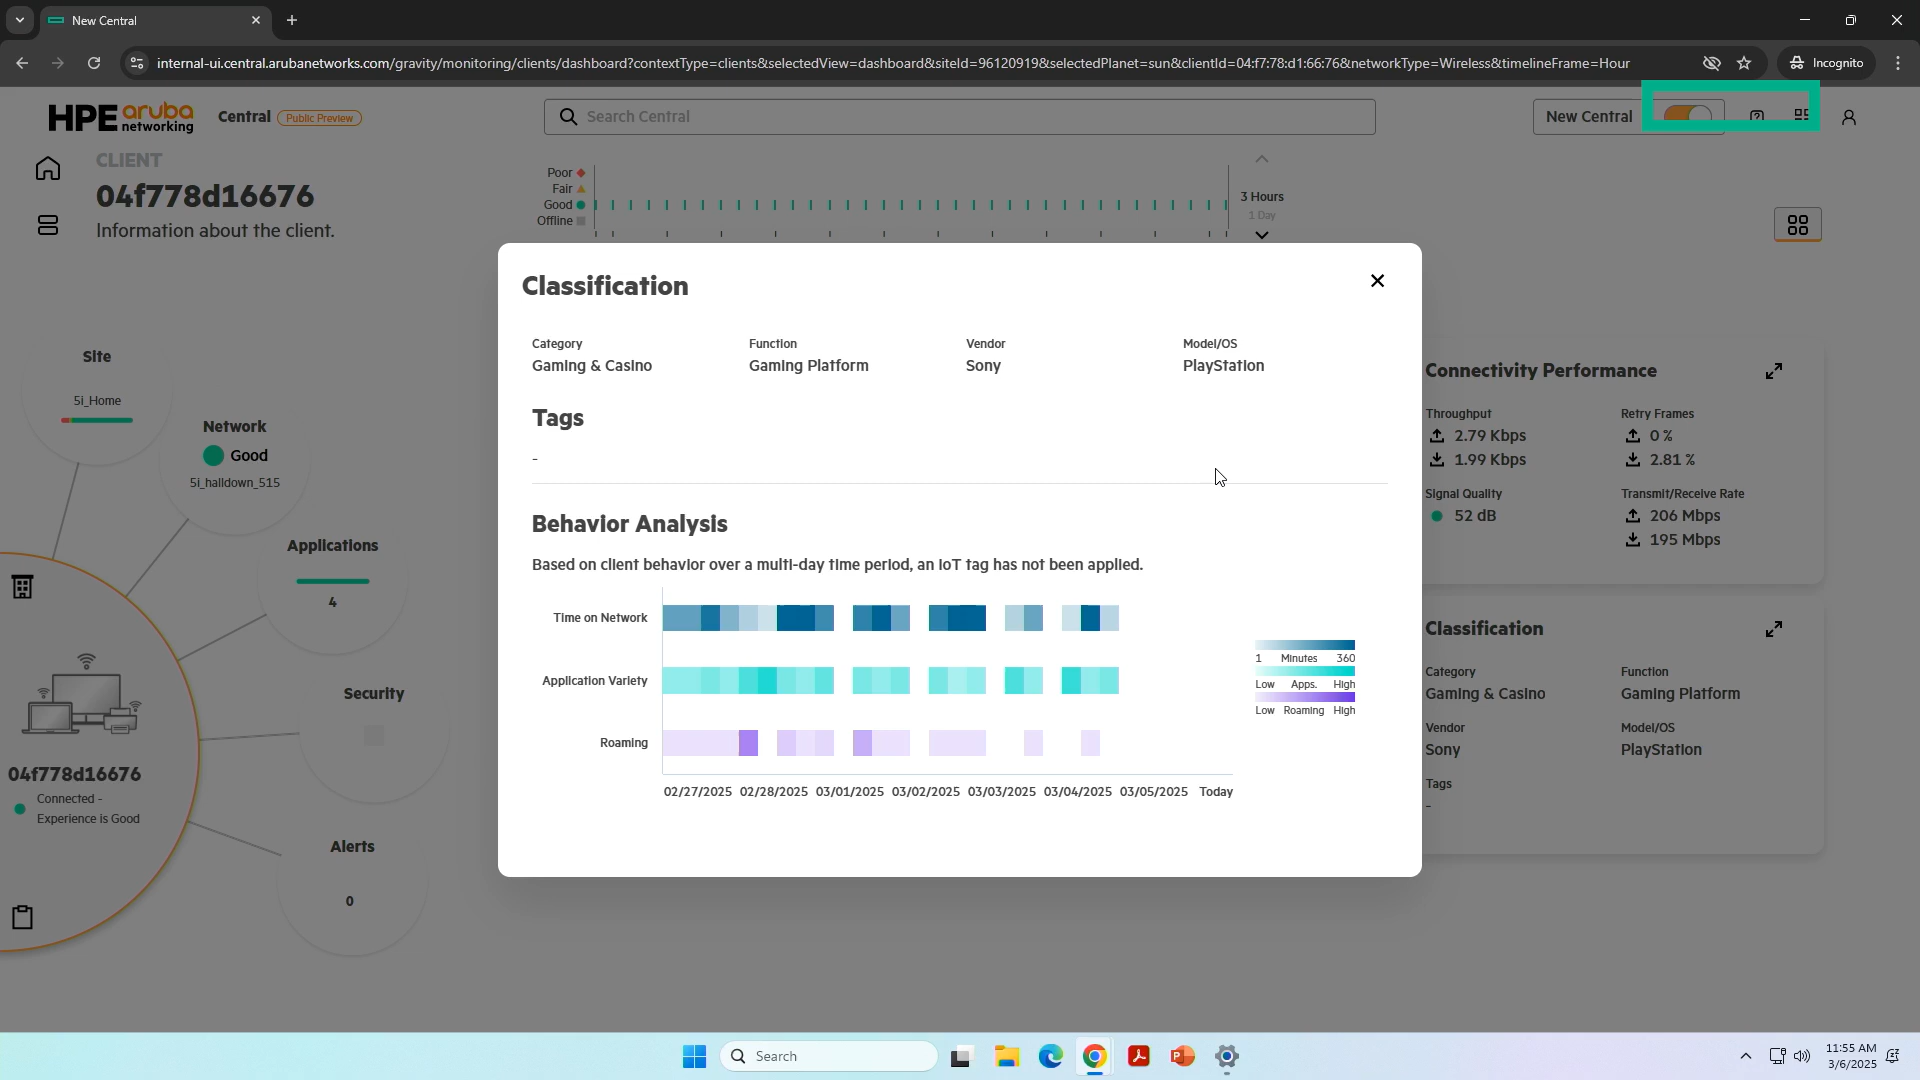 New Central
internal-ui.central.arubanetworks.com/gravity/monitoring/clients/dashboard?contextType=clients&selectedView=dashboard&siteId=96120919&selectedPlanet=sun&clientId=04:f7:78:d1:66:76&networkType=Wireless&timelineFrame=Hour
Incognito
HPE aruba networking
Central Public Preview
Search Central
New Central
CLIENT
04f778d16676
Information about the client.
Poor
Fair
Good
Offline
3 Hours
1 Day
Classification
Category Function Vendor Model/OS
Gaming & Casino Gaming Platform Sony PlayStation
Tags
-
Behavior Analysis
Based on client behavior over a multi-day time period, an IoT tag has not been applied.
Time on Network
Application Variety
Roaming
1 Minutes 360
Low Apps. High
Low Roaming High
02/27/2025 02/28/2025 03/01/2025 03/02/2025 03/03/2025 03/04/2025 03/05/2025 Today
Site
5i_Home
Network
Good
5i_halldown_515
Applications
4
Security
04f778d16676
Connected -
Experience is Good
Alerts
0
Connectivity Performance
Throughput Retry Frames
2.79 Kbps 0 %
1.99 Kbps 2.81 %
Signal Quality Transmit/Receive Rate
52 dB 206 Mbps
195 Mbps
Classification
Category Function
Gaming & Casino Gaming Platform
Vendor Model/OS
Sony PlayStation
Tags
-
Search
11:55 AM
3/6/2025